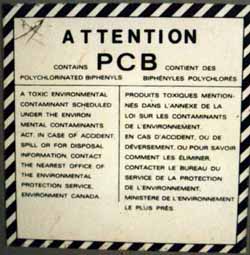 ATTENTION
PCB
CONTAINS
POLYCHLORINATED BIPHENYLS
CONTIENT DES
BIPHÉNYLES POLYCHLORÉS
A TOXIC ENVIRONMENTAL
CONTAMINANT SCHEDULED
UNDER THE ENVIRON
MENTAL CONTAMINANTS
ACT. IN CASE OF ACCIDENT,
SPILL OR FOR DISPOSAL
INFORMATION, CONTACT
THE NEAREST OFFICE OF
THE ENVIRONMENTAL
PROTECTION SERVICE,
ENVIRONMENT CANADA.
PRODUITS TOXIQUES MENTION-
NÉS DANS L'ANNEXE DE LA
LOI SUR LES CONTAMINANTS
DE L'ENVIRONNEMENT.
EN CAS D'ACCIDENT, OU DE
DÉVERSEMENT, OU POUR SAVOIR
COMMENT LES ÉLIMINER,
CONTACTER LE BUREAU DU
SERVICE DE LA PROTECTION
DE L'ENVIRONNEMENT,
MINISTÈRE DE L'ENVIRONNEMENT
LE PLUS PRÈS.